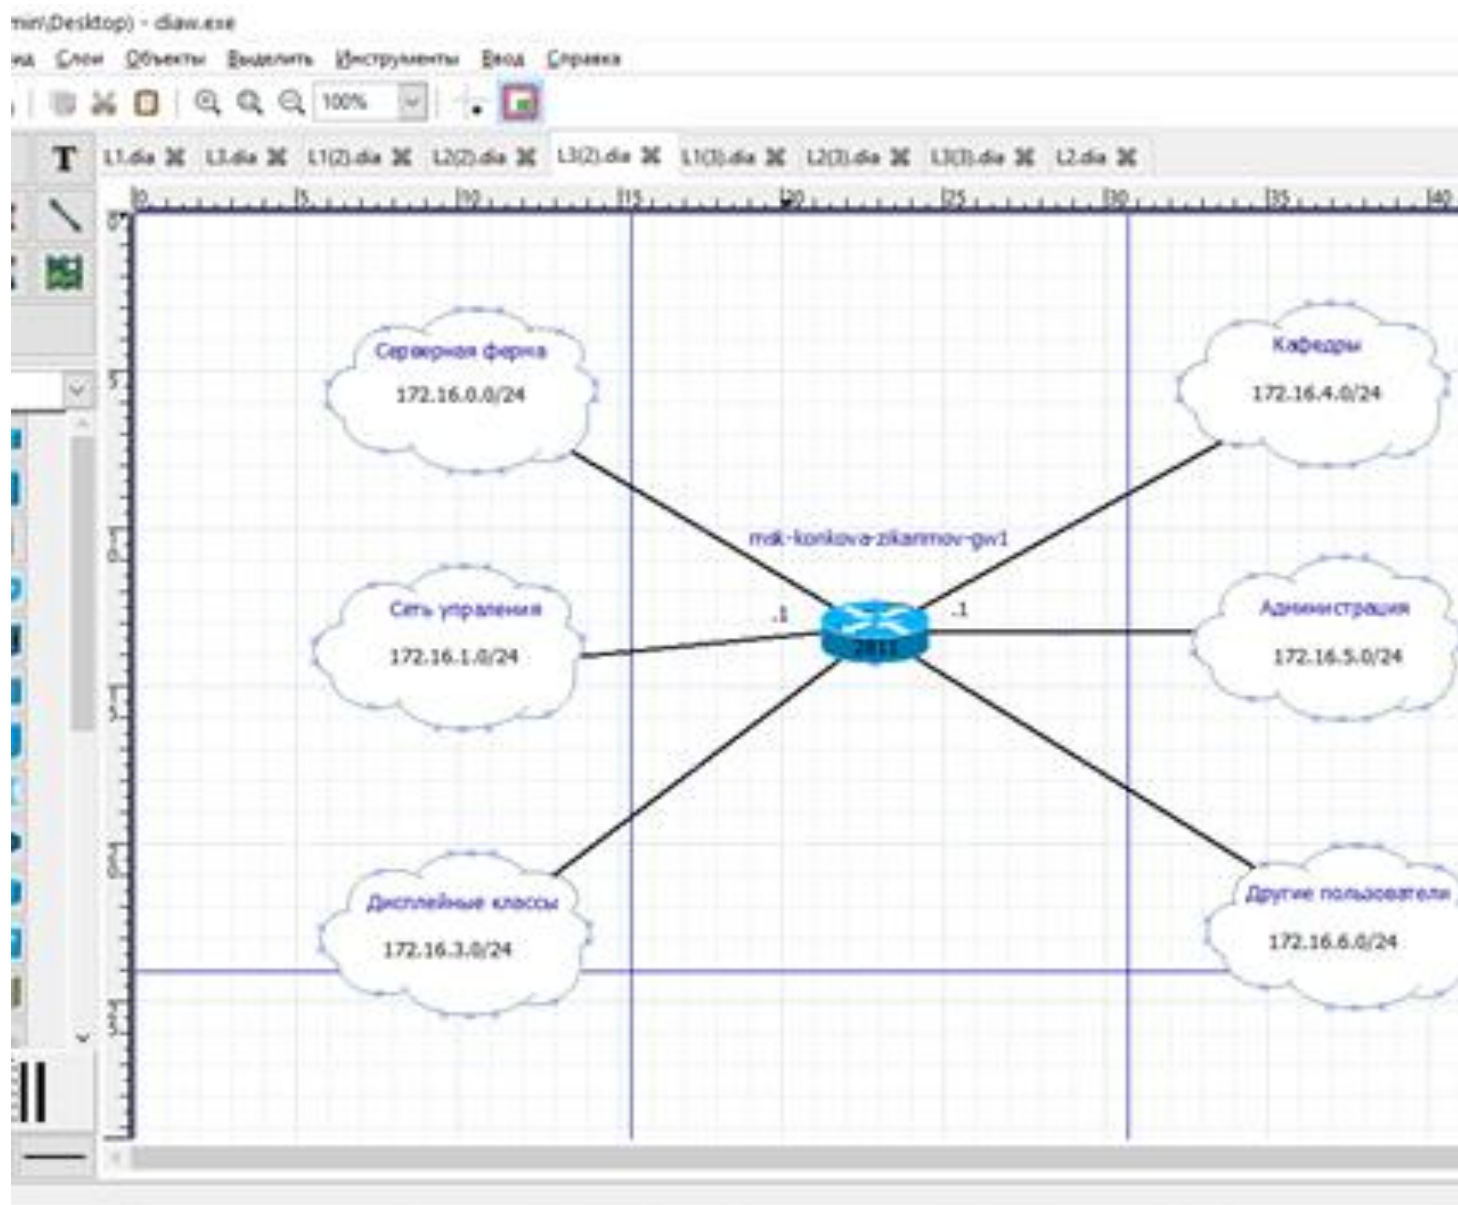 min\Desktop) - diaw.exe
ид Слои Объекты Выделить Инструменты Ввод Справка
100%
T L1.dia L3.dia L1(2).dia L2(2).dia L3(2).dia L1(3).dia L2(3).dia L3(3).dia L2.dia
0 5 10 15 20 25 30 35 40
Серверная ферма
172.16.0.0/24
Кафедры
172.16.4.0/24
msk-konkova-zikarimov-gw1
Сеть упраления
172.16.1.0/24
.1
.1
2811
Администрация
172.16.5.0/24
Дисплейные классы
172.16.3.0/24
Другие пользователи
172.16.6.0/24